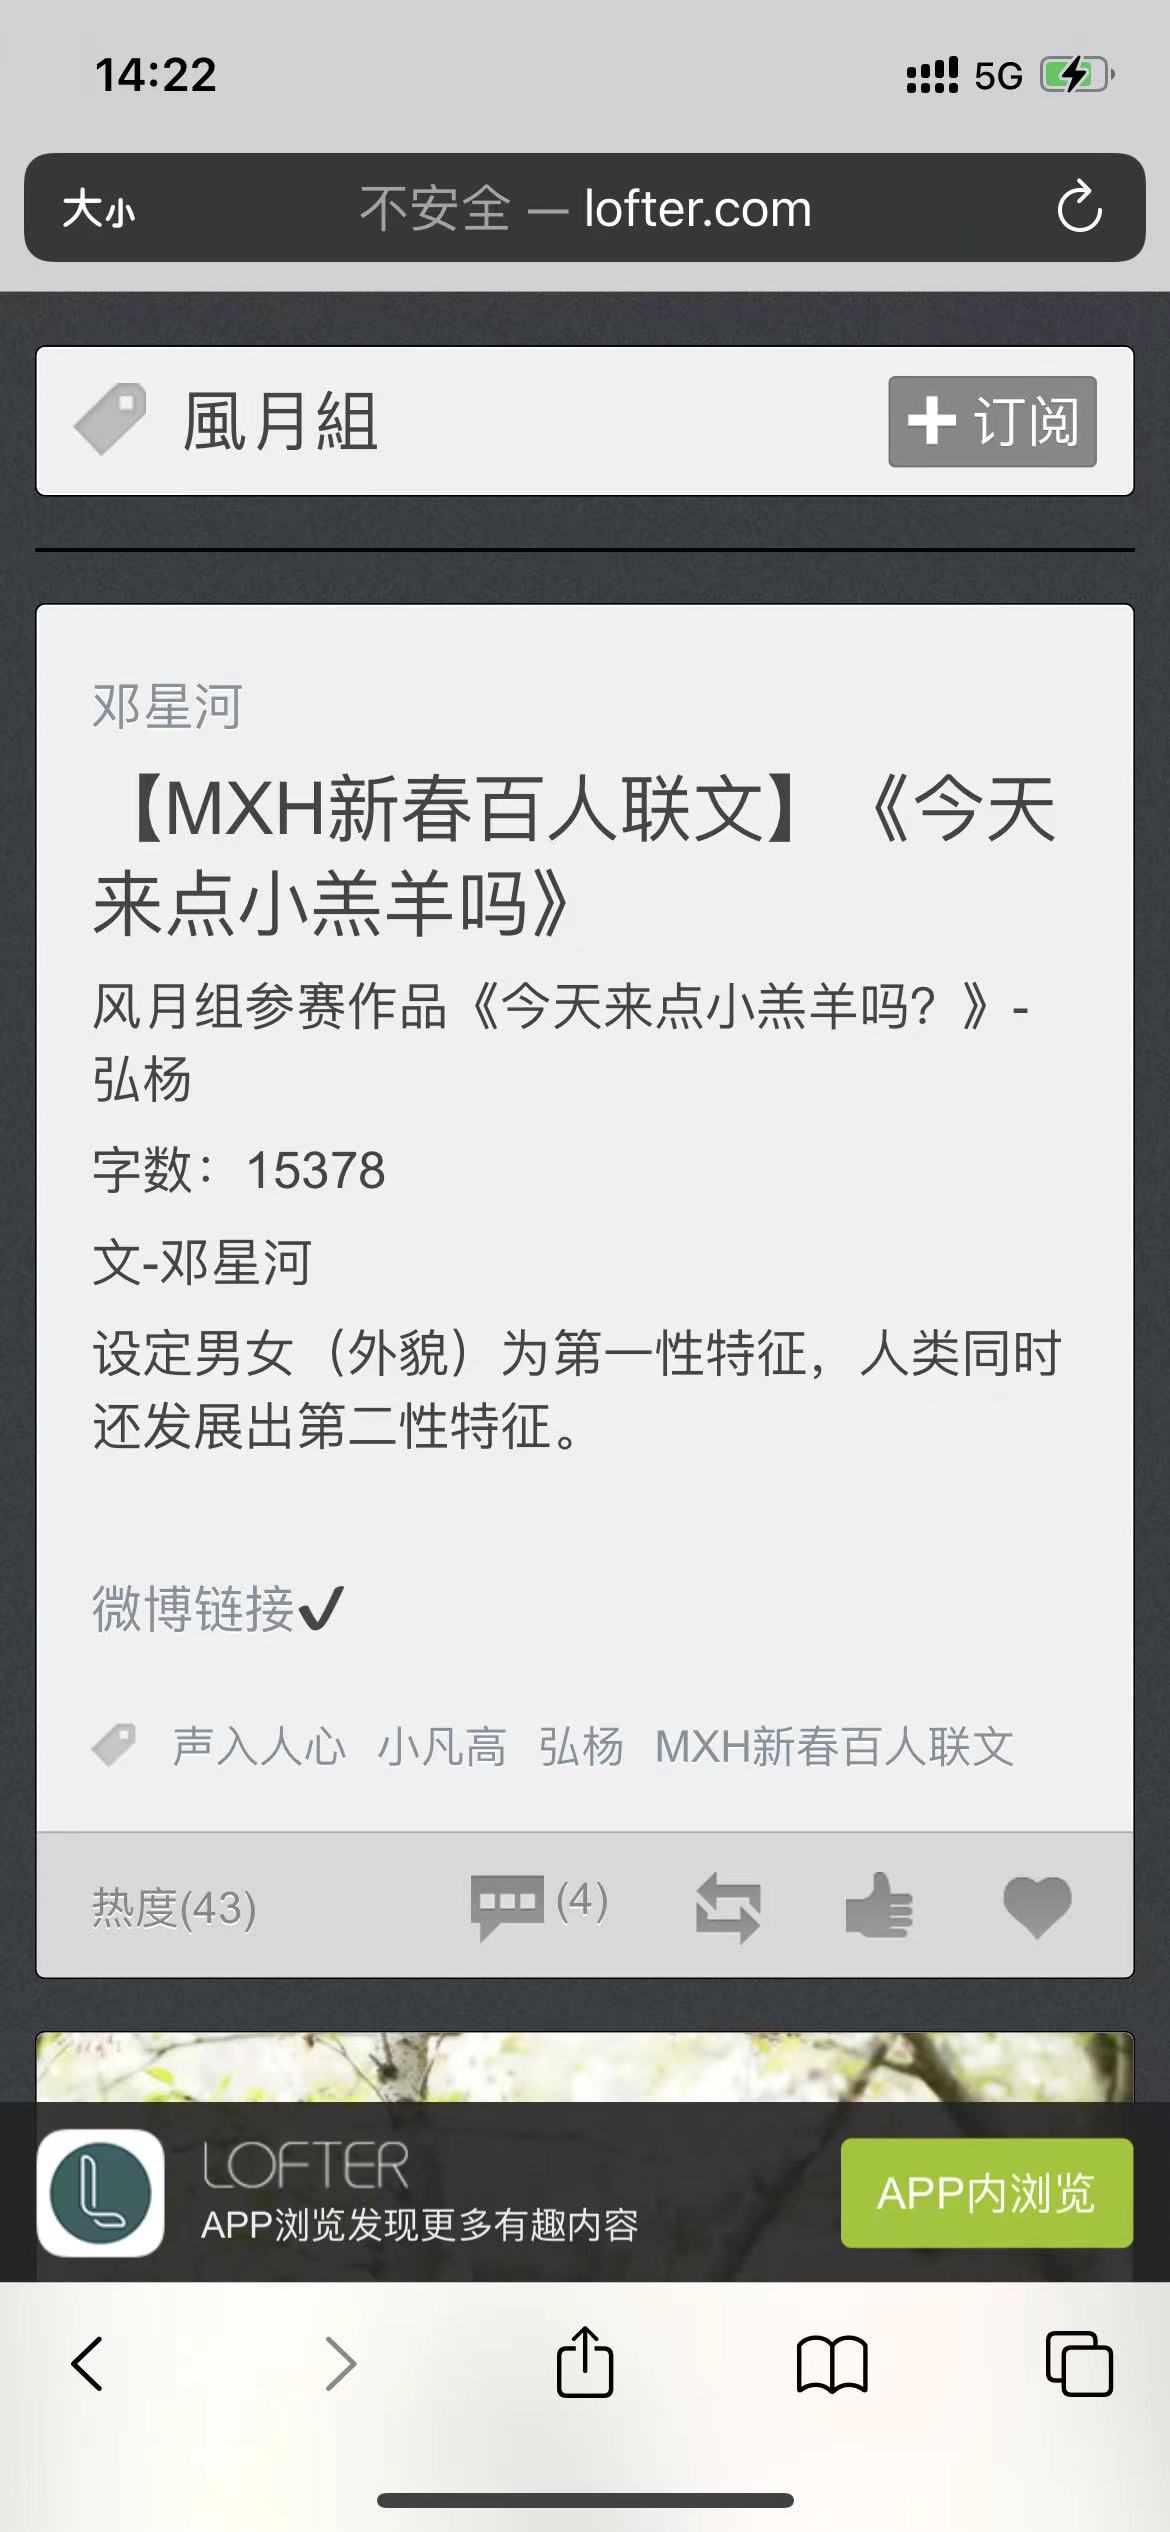 14:22
5G
大小
不安全 — lofter.com
風月組
订阅
邓星河
【MXH新春百人联文】《今天
来点小羔羊吗》
风月组参赛作品《今天来点小羔羊吗？》-
弘杨
字数：15378
文-邓星河
设定男女（外貌）为第一性特征，人类同时
还发展出第二性特征。
微博链接✔
声入人心 小凡高 弘杨 MXH新春百人联文
热度(43)
(4)
LOFTER
APP浏览发现更多有趣内容
APP内浏览